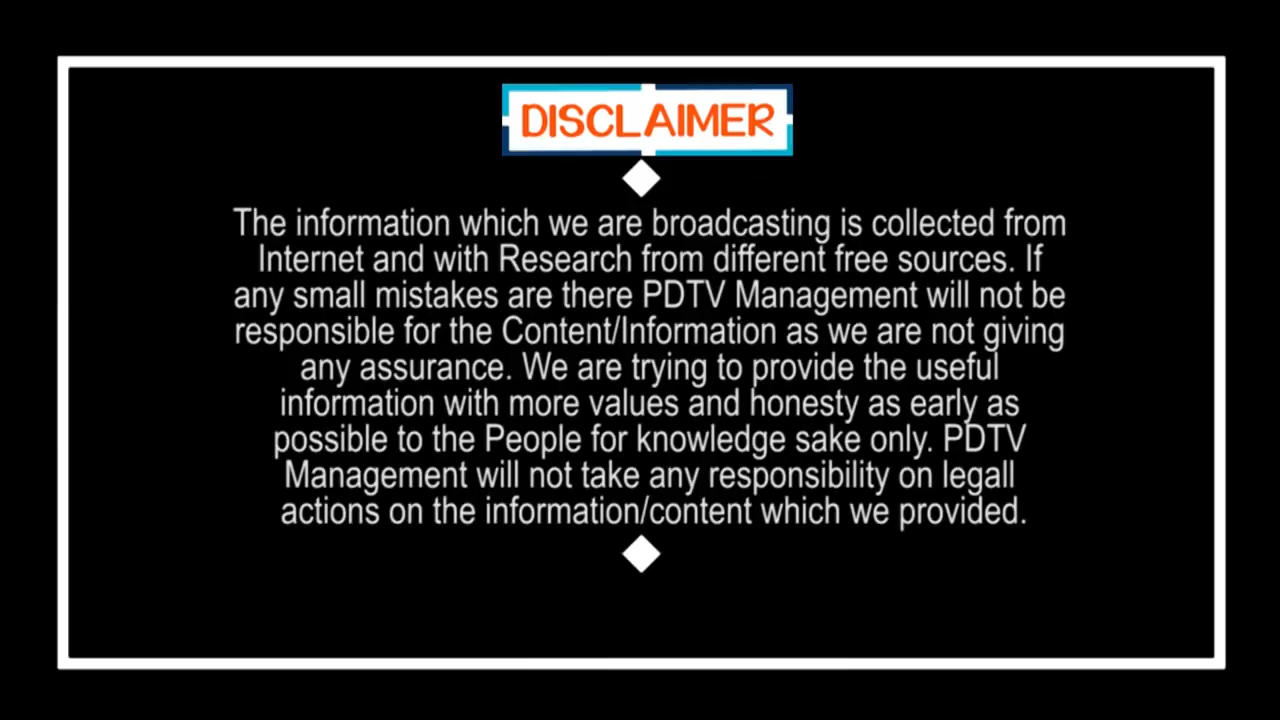 DISCLAIMER
The information which we are broadcasting is collected from
Internet and with Research from different free sources. If
any small mistakes are there PDTV Management will not be
responsible for the Content/Information as we are not giving
any assurance. We are trying to provide the useful
information with more values and honesty as early as
possible to the People for knowledge sake only. PDTV
Management will not take any responsibility on legall
actions on the information/content which we provided.